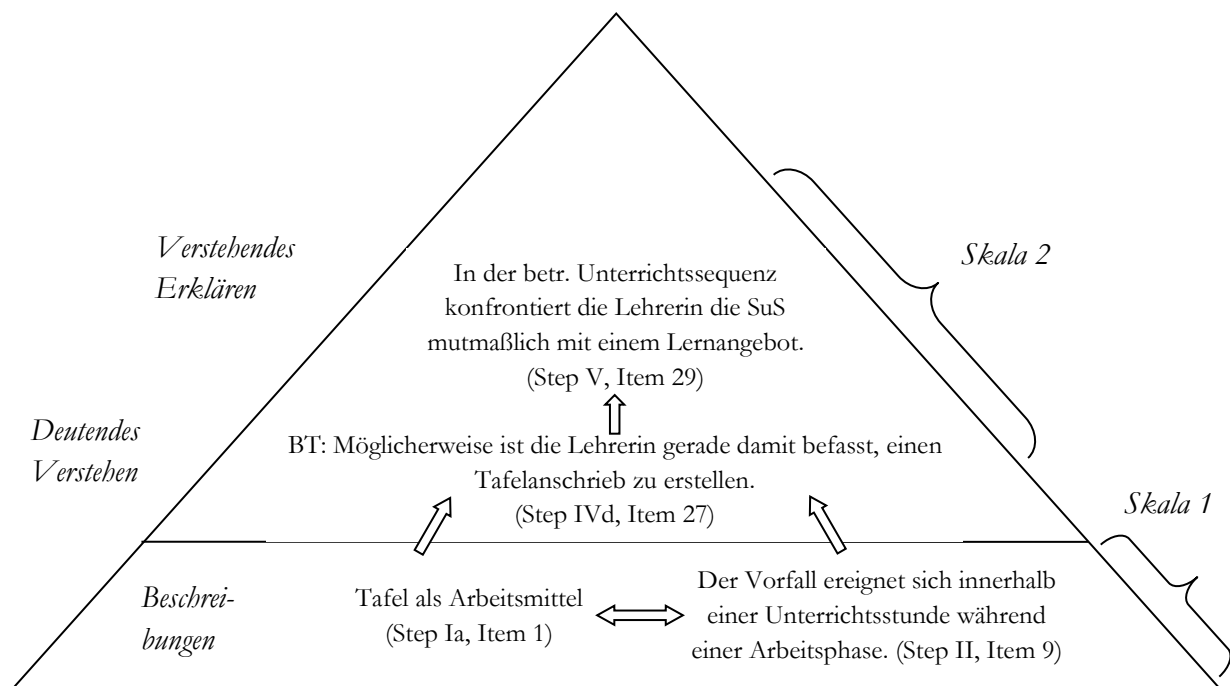 Verstehendes
Erklären
Skala 2
In der betr. Unterrichtssequenz
konfrontiert die Lehrerin die SuS
mutmaßlich mit einem Lernangebot.
(Step V, Item 29)
Deutendes
Verstehen
BT: Möglicherweise ist die Lehrerin gerade damit befasst, einen
Tafelanschrieb zu erstellen.
(Step IVd, Item 27)
Skala 1
Beschrei-
bungen
Tafel als Arbeitsmittel
(Step Ia, Item 1)
Der Vorfall ereignet sich innerhalb
einer Unterrichtsstunde während
einer Arbeitsphase. (Step II, Item 9)